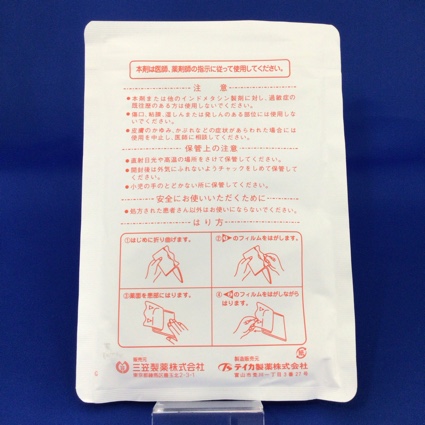 本剤は医師、薬剤師の指示に従って使用してください。
注意
●本剤または他のインドメタシン製剤に対し、過敏症の
既往歴のある方は使用しないでください。
●傷口、粘膜、湿しんまたは発しんのある部位には使用しな
いでください。
●皮膚のかゆみ、かぶれなどの症状があらわれた場合には
使用を中止し、医師に相談してください。
保管上の注意
●直射日光や高温の場所をさけて保管してください。
●開封後は外気にふれないようチャックをしめて保管して
ください。
●小児の手のとどかない所に保管してください。
安全にお使いいただくために
●処方された患者さん以外はお使いにならないでください。
はり方
①はじめに折り曲げます。
②のフィルムをはがします。
③薬面を患部にはります。
④のフィルムをはがしながら
はります。
販売元
三笠製薬株式会社
製造販売元
テイカ製薬株式会社
富山市荒川一丁目3番27号